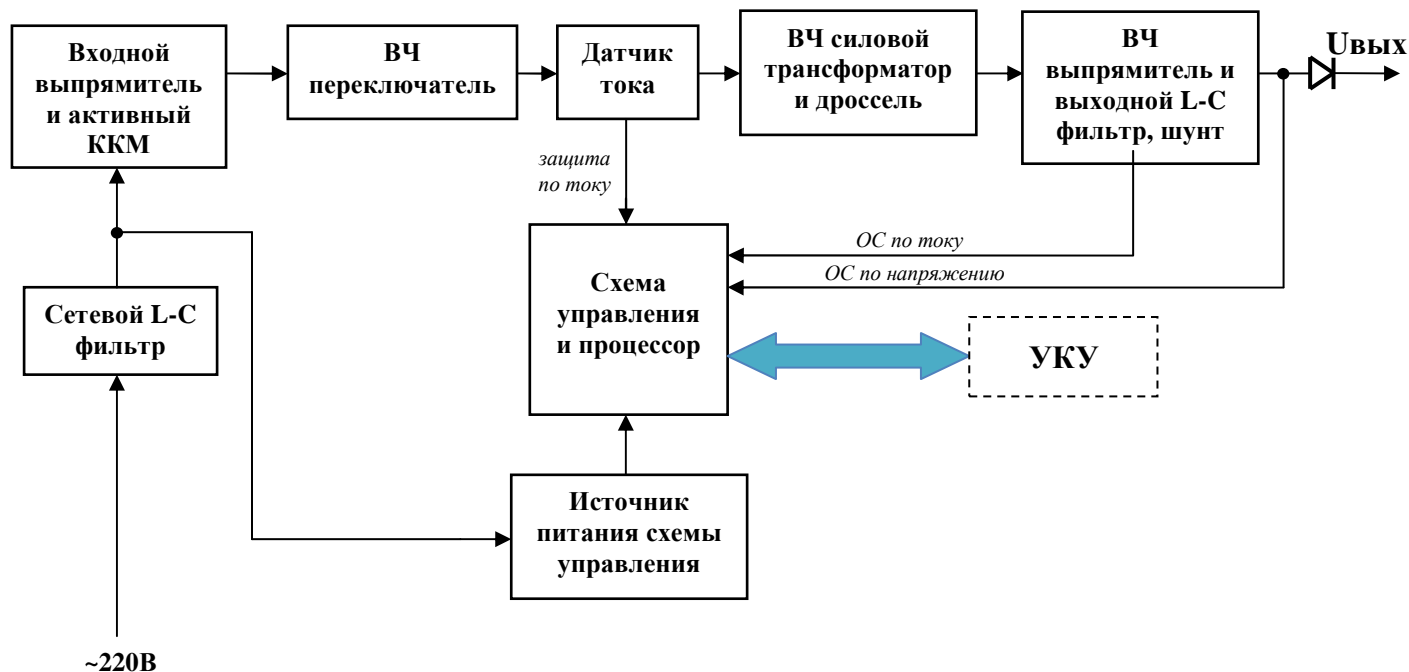 Входной
выпрямитель
и активный
ККМ
ВЧ
переключатель
Датчик
тока
ВЧ силовой
трансформатор
и дроссель
ВЧ
выпрямитель и
выходной L-C
фильтр, шунт
Uвых
защита
по току
ОС по току
ОС по напряжению
Схема
управления
и процессор
Сетевой L-C
фильтр
УКУ
Источник
питания схемы
управления
~220В